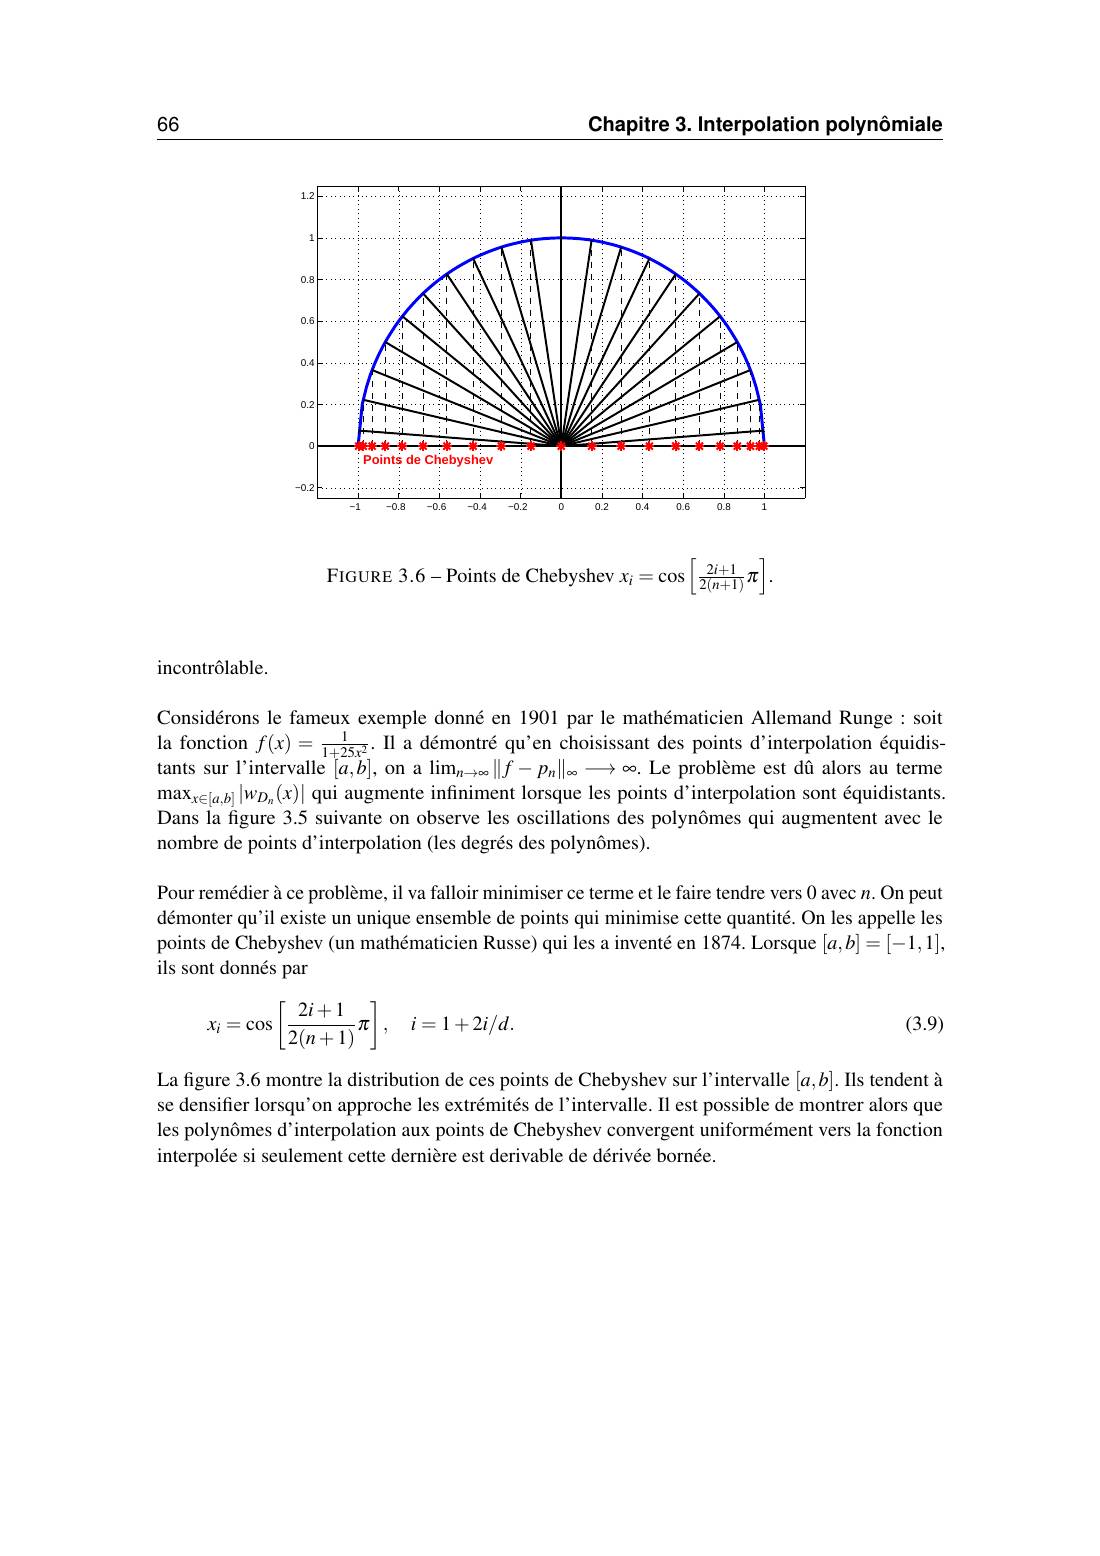 66 Chapitre 3. Interpolation polynômiale
1.2
1
0.8
0.6
0.4
0.2
0
Points de Chebyshev
−0.2
−1 −0.8 −0.6 −0.4 −0.2 0 0.2 0.4 0.6 0.8 1
FIGURE 3.6 – Points de Chebyshev x_i = cos [ \frac{2i+1}{2(n+1)} π ].
incontrôlable.
Considérons le fameux exemple donné en 1901 par le mathématicien Allemand Runge : soit
la fonction f(x) = \frac{1}{1+25x^2}. Il a démontré qu'en choisissant des points d'interpolation équidis-
tants sur l'intervalle [a,b], on a lim_{n→∞} ‖f − p_n‖_∞ ⟶ ∞. Le problème est dû alors au terme
max_{x∈[a,b]} |w_{D_n}(x)| qui augmente infiniment lorsque les points d'interpolation sont équidistants.
Dans la figure 3.5 suivante on observe les oscillations des polynômes qui augmentent avec le
nombre de points d'interpolation (les degrés des polynômes).
Pour remédier à ce problème, il va falloir minimiser ce terme et le faire tendre vers 0 avec n. On peut
démonter qu'il existe un unique ensemble de points qui minimise cette quantité. On les appelle les
points de Chebyshev (un mathématicien Russe) qui les a inventé en 1874. Lorsque [a,b] = [−1,1],
ils sont donnés par
x_i = cos [ \frac{2i+1}{2(n+1)} π ], i = 1+2i/d. (3.9)
La figure 3.6 montre la distribution de ces points de Chebyshev sur l'intervalle [a,b]. Ils tendent à
se densifier lorsqu'on approche les extrémités de l'intervalle. Il est possible de montrer alors que
les polynômes d'interpolation aux points de Chebyshev convergent uniformément vers la fonction
interpolée si seulement cette dernière est derivable de dérivée bornée.